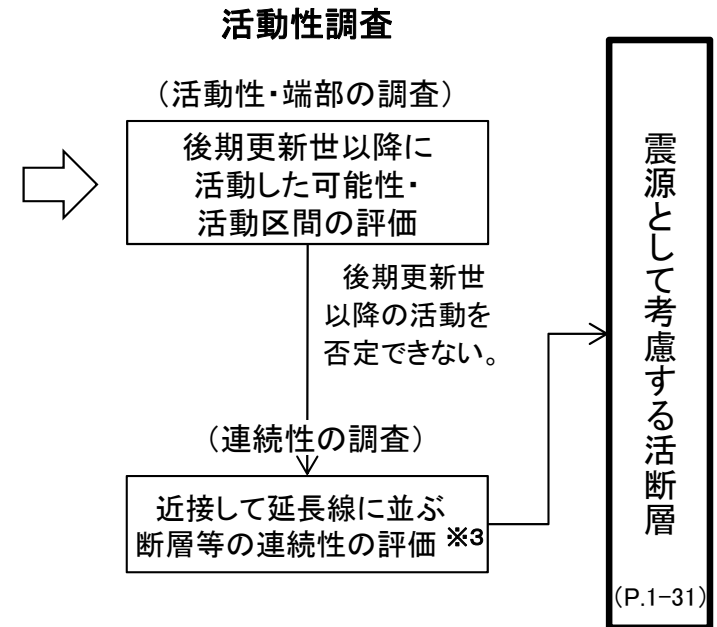 活動性調査
（活動性・端部の調査）
後期更新世以降に
活動した可能性・
活動区間の評価
後期更新世
以降の活動を
否定できない。
（連続性の調査）
近接して延長線に並ぶ
断層等の連続性の評価 ※3
震源として考慮する活断層
（P.1-31）